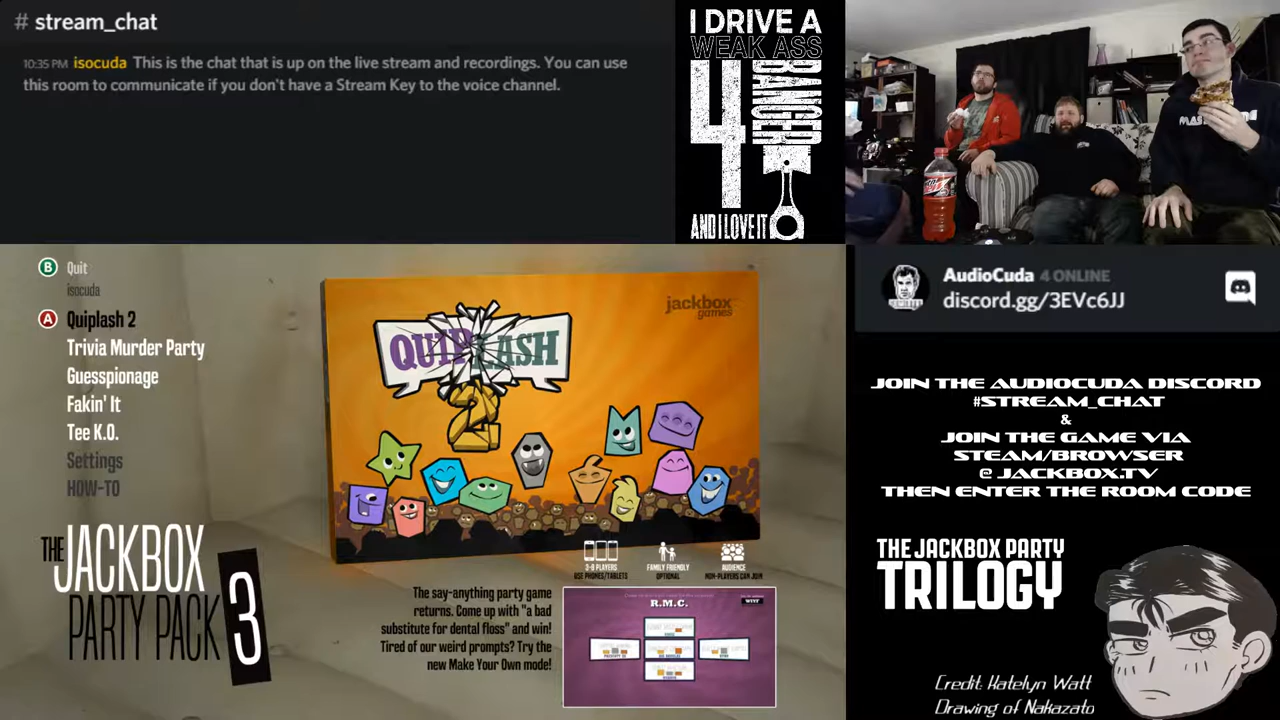 # stream_chat
10:35 PM isocuda This is the chat that is up on the live stream and recordings. You can use
this room to communicate if you don't have a Stream Key to the voice channel.
I DRIVE A
WEAK ASS
4
BANGER
AND I LOVE IT
B Quit
isocuda
A Quiplash 2
Trivia Murder Party
Guesspionage
Fakin' It
Tee K.O.
Settings
HOW-TO
THE
JACKBOX
PARTY PACK 3
jackbox
games
QUIPLASH
2
3-8 PLAYERS
USE PHONES/TABLETS
FAMILY FRIENDLY
OPTIONAL
AUDIENCE
NON-PLAYERS CAN JOIN
The say-anything party game
returns. Come up with "a bad
substitute for dental floss" and win!
Tired of our weird prompts? Try the
new Make Your Own mode!
R.M.C.
AudioCuda 4 ONLINE
discord.gg/3EVc6JJ
JOIN THE AUDIOCUDA DISCORD
#STREAM_CHAT
&
JOIN THE GAME VIA
STEAM/BROWSER
@ JACKBOX.TV
THEN ENTER THE ROOM CODE
THE JACKBOX PARTY
TRILOGY
Credit: Katelyn Watt
Drawing of Nakazato